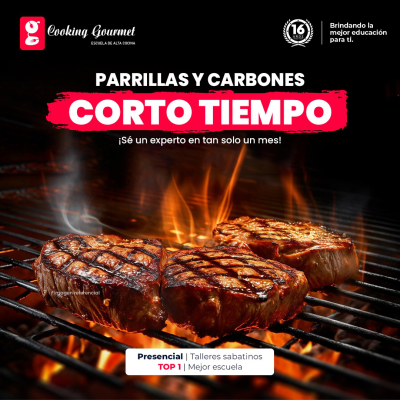 Cooking Gourmet
ESCUELA DE ALTA COCINA
16
Brindando la
mejor educación
para ti.
PARRILLAS Y CARBONES
CORTO TIEMPO
¡Sé un experto en tan solo un mes!
Presencial | Talleres sabatinos
TOP 1 | Mejor escuela